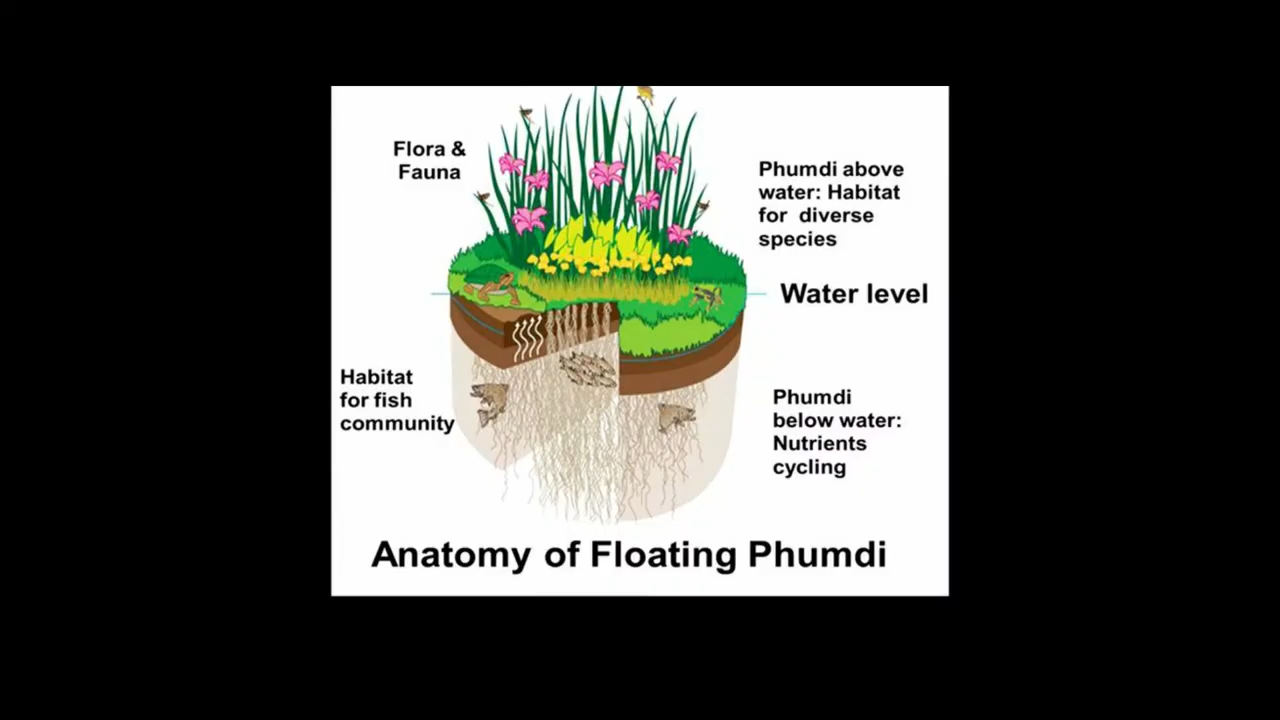 Flora &
Fauna
Phumdi above
water: Habitat
for diverse
species
Water level
Habitat
for fish
community
Phumdi
below water:
Nutrients
cycling
Anatomy of Floating Phumdi